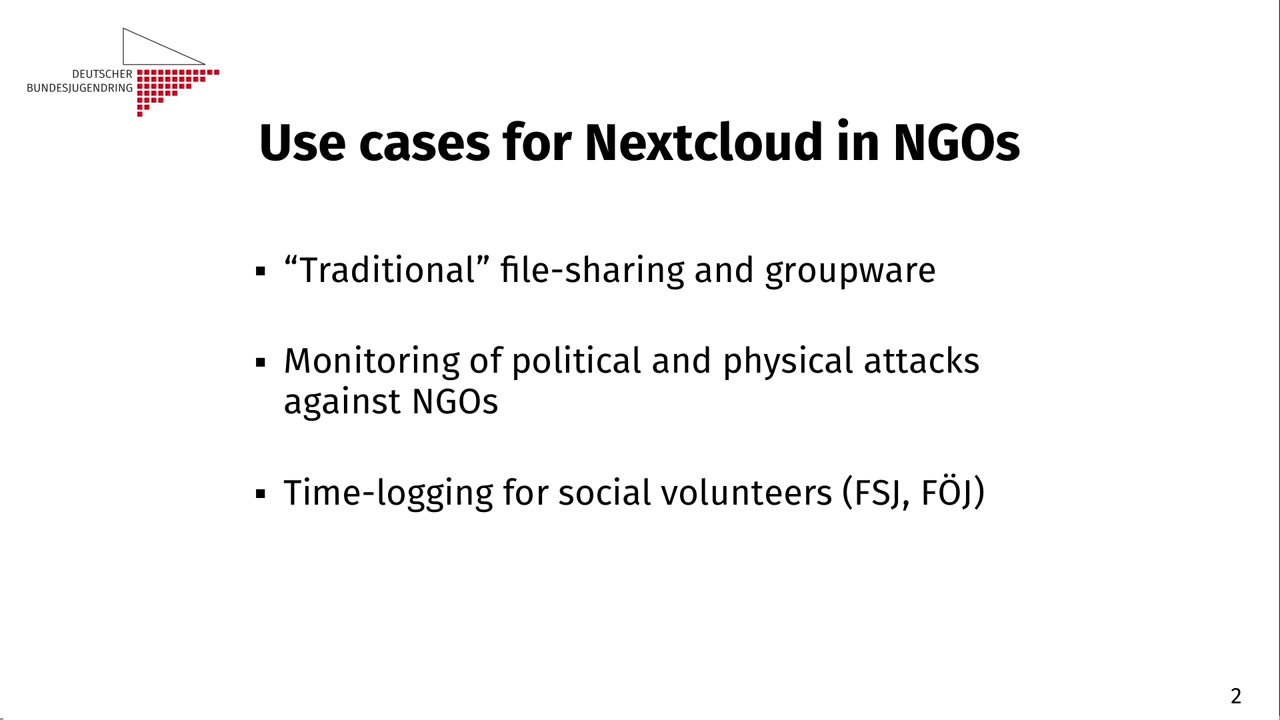 DEUTSCHER
BUNDESJUGENDRING
Use cases for Nextcloud in NGOs
▪ “Traditional” file-sharing and groupware
▪ Monitoring of political and physical attacks
against NGOs
▪ Time-logging for social volunteers (FSJ, FÖJ)
2